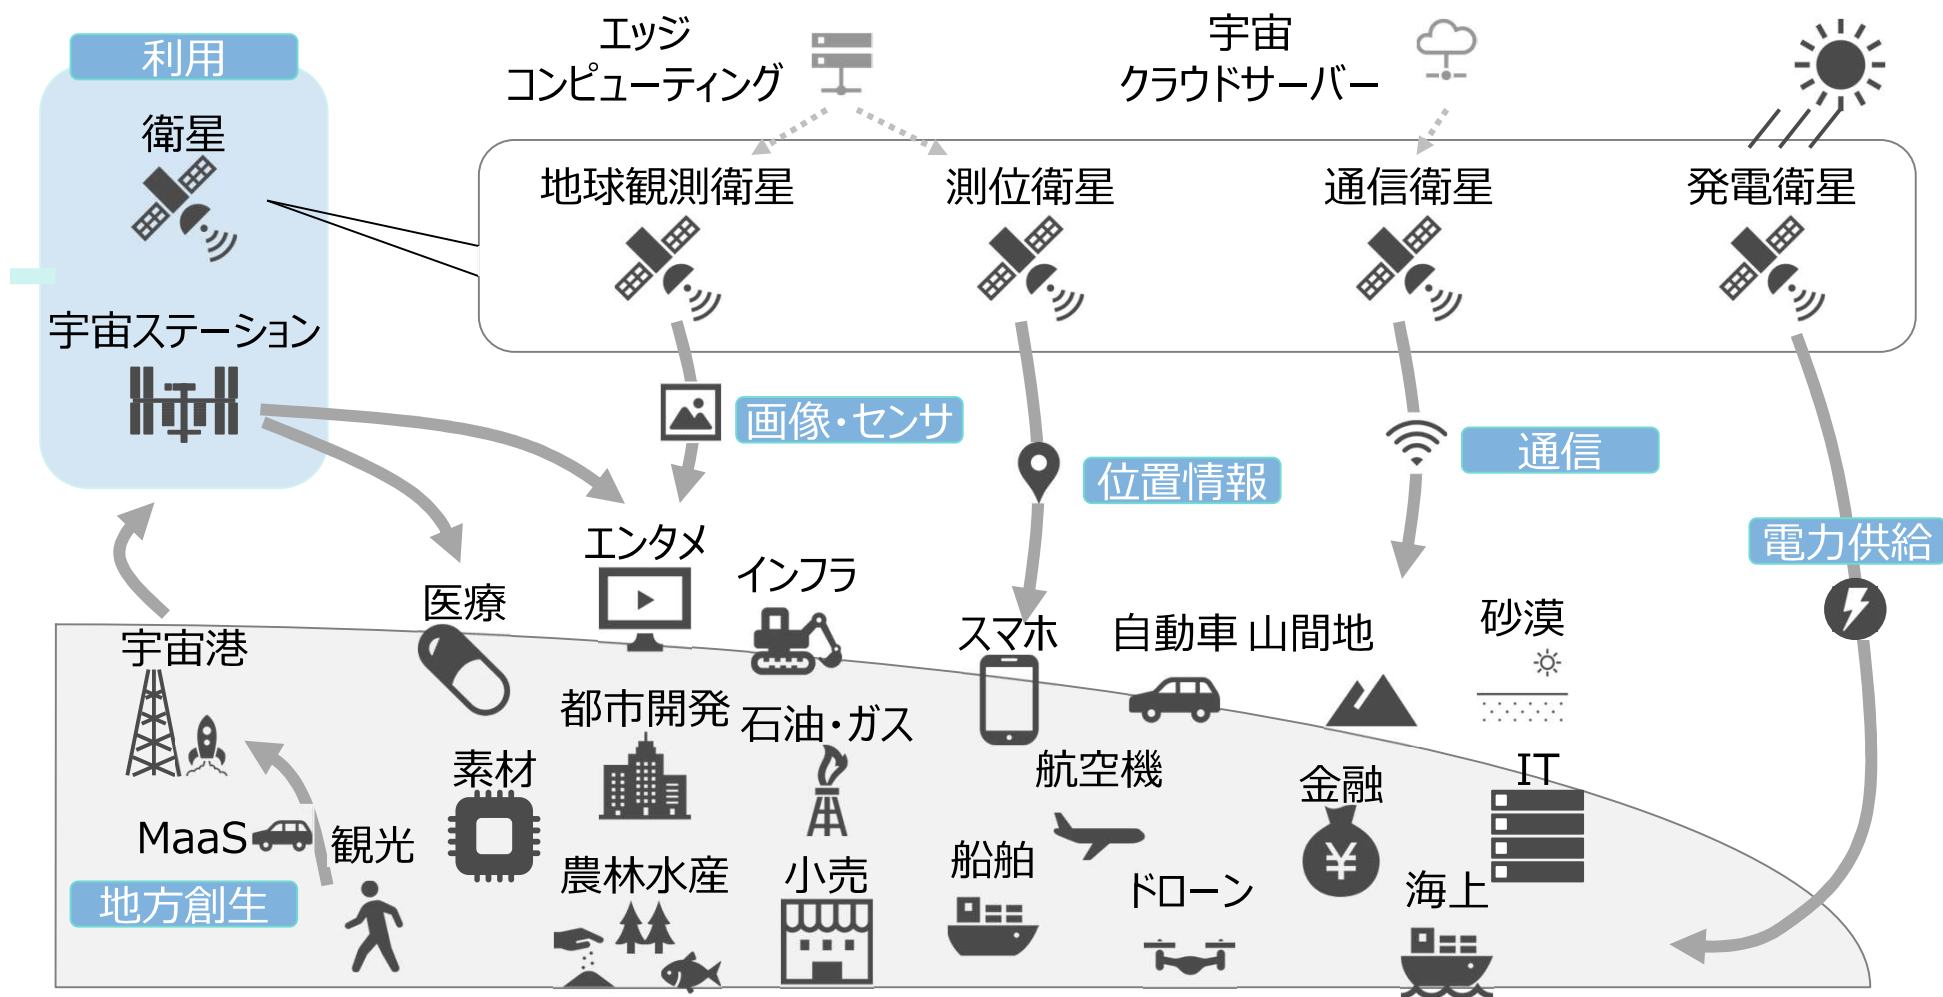 利用
エッジ
コンピューティング
宇宙
クラウドサーバー
衛星
地球観測衛星
測位衛星
通信衛星
発電衛星
宇宙ステーション
画像・センサ
位置情報
通信
電力供給
エンタメ
インフラ
医療
スマホ
自動車 山間地
砂漠
宇宙港
都市開発
石油・ガス
素材
航空機
金融
IT
MaaS
観光
農林水産
小売
船舶
ドローン
海上
地方創生